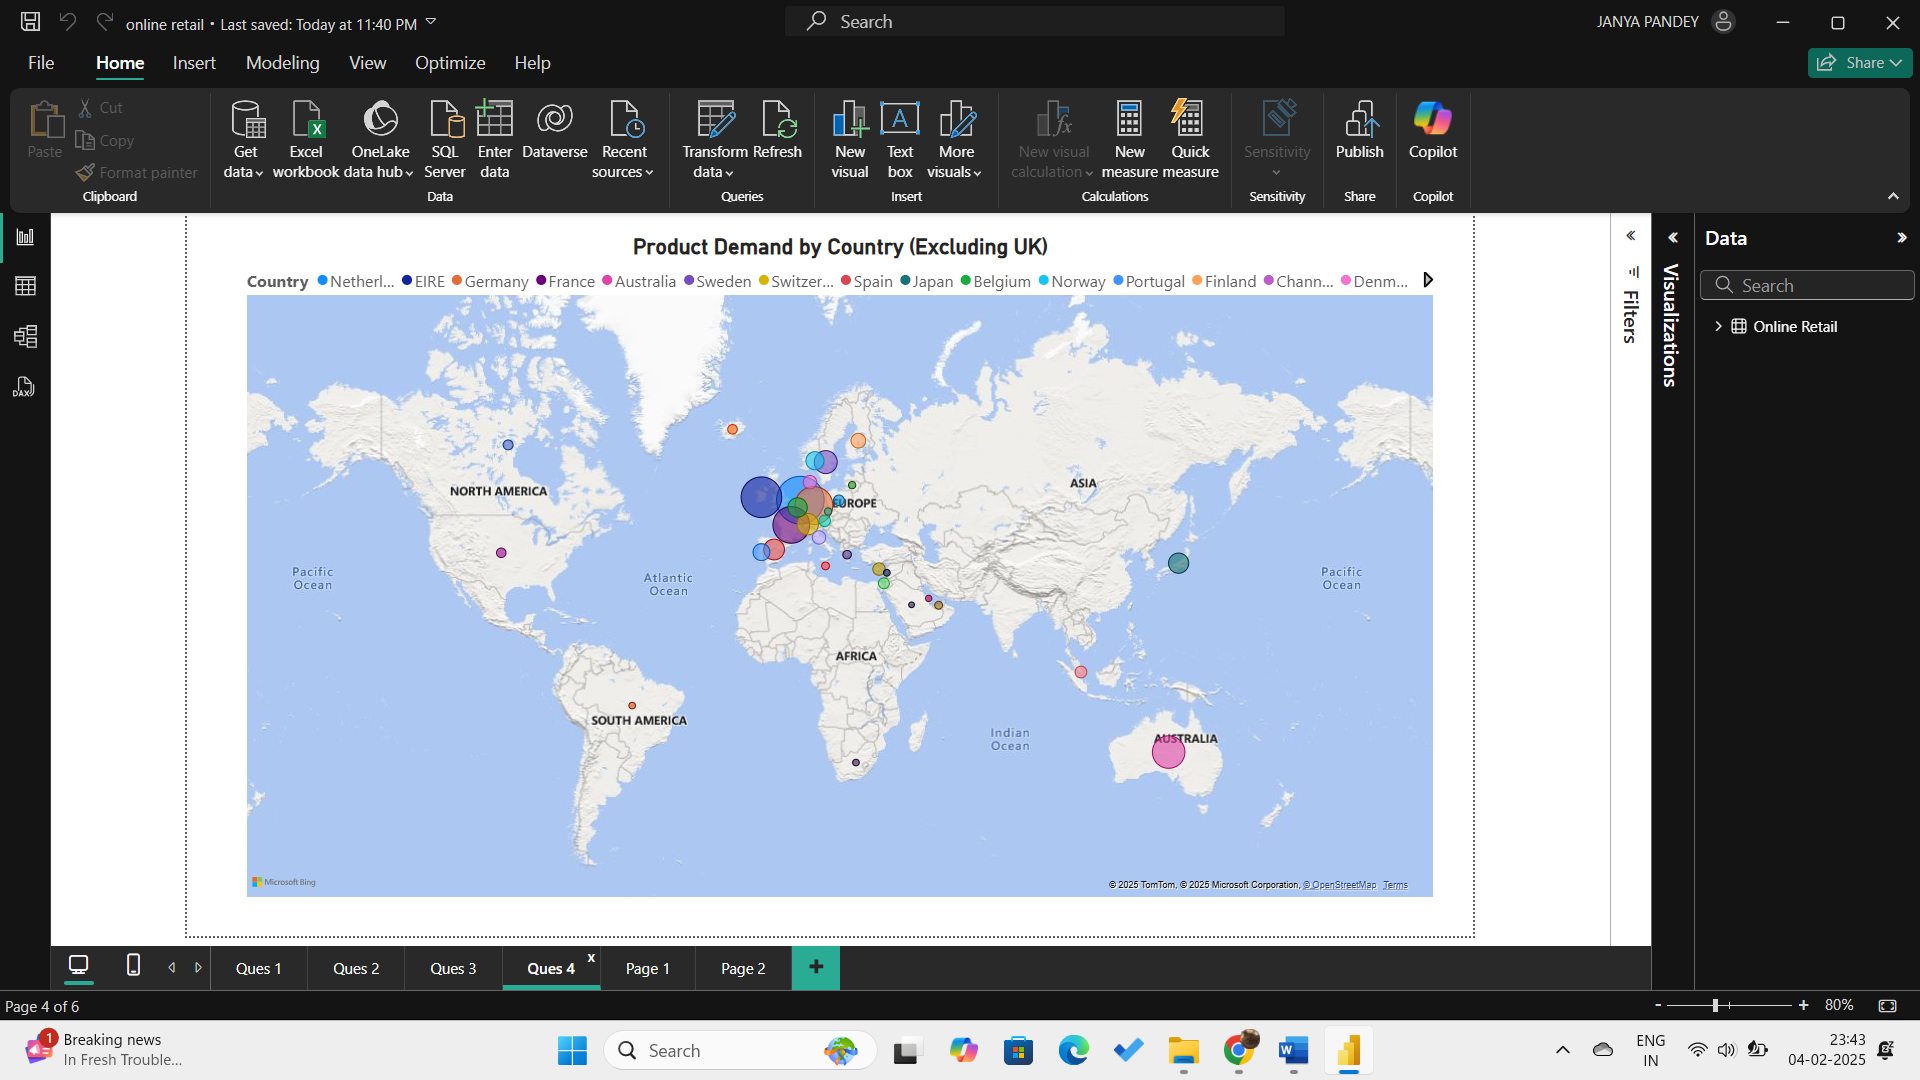 online retail • Last saved: Today at 11:40 PM
Search
JANYA PANDEY
File Home Insert Modeling View Optimize Help
Share
Paste
Cut
Copy
Format painter
Clipboard
Get data
Excel workbook
OneLake data hub
SQL Server
Enter data
Dataverse
Recent sources
Data
Transform data
Refresh
Queries
New visual
Text box
More visuals
Insert
New visual calculation
New measure
Quick measure
Calculations
Sensitivity
Sensitivity
Publish
Share
Copilot
Copilot
DAX
Product Demand by Country (Excluding UK)
Country Netherl... EIRE Germany France Australia Sweden Switzer... Spain Japan Belgium Norway Portugal Finland Chann... Denm...
NORTH AMERICA
ASIA
EUROPE
Pacific Ocean
Atlantic Ocean
Pacific Ocean
AFRICA
SOUTH AMERICA
Indian Ocean
AUSTRALIA
Microsoft Bing
© 2025 TomTom, © 2025 Microsoft Corporation, © OpenStreetMap Terms
Filters
Visualizations
Data
Search
Online Retail
Ques 1 Ques 2 Ques 3 Ques 4 x Page 1 Page 2 +
Page 4 of 6
- + 80%
1
Breaking news
In Fresh Trouble...
Search
ENG
IN
23:43
04-02-2025